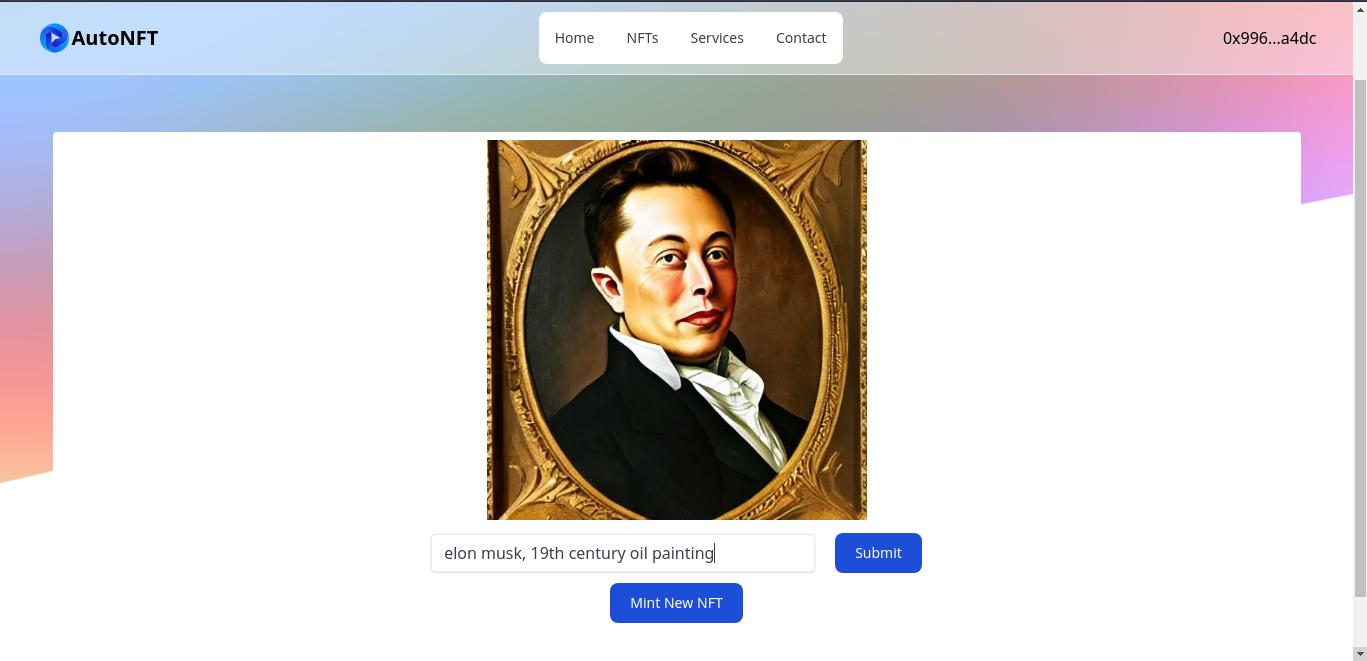 AutoNFT
Home NFTs Services Contact
0x996...a4dc
elon musk, 19th century oil painting
Submit
Mint New NFT